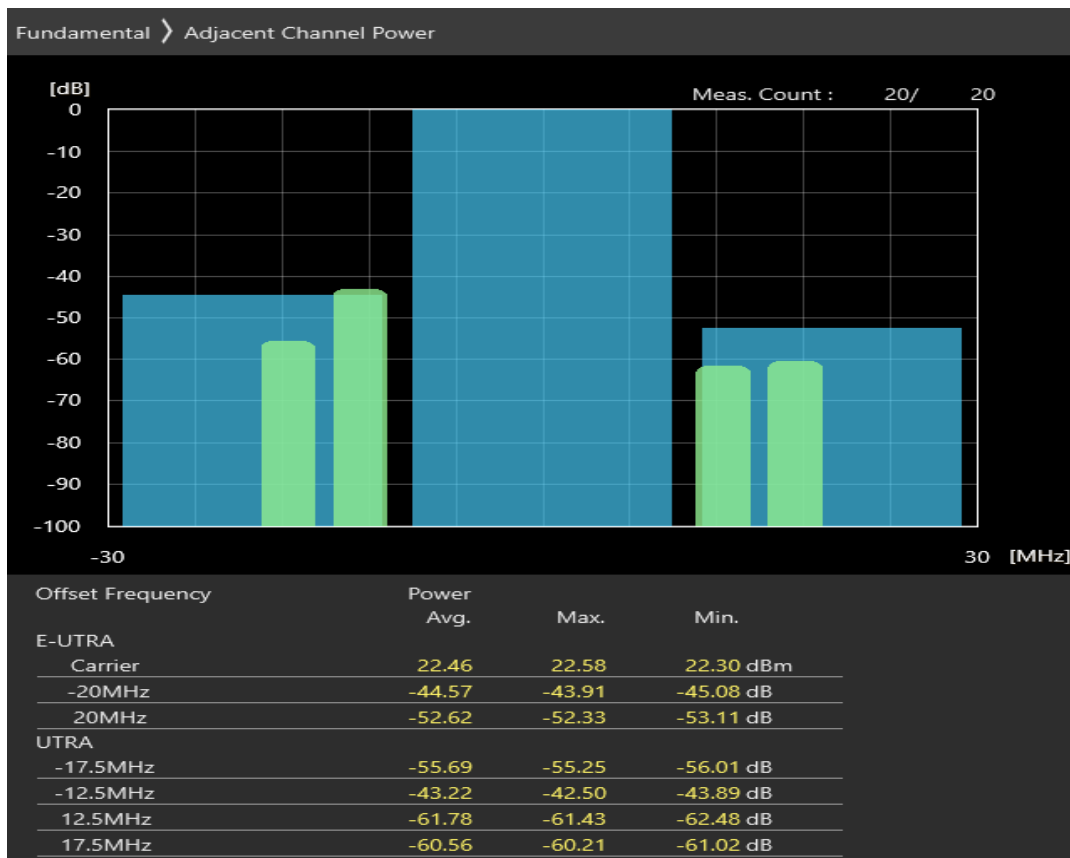 Fundamental 〉 Adjacent Channel Power
[dB]
Meas. Count : 20/ 20
0
-10
-20
-30
-40
-50
-60
-70
-80
-90
-100
-30 30 [MHz]
Offset Frequency Power
Avg. Max. Min.
E-UTRA
Carrier 22.46 22.58 22.30 dBm
-20MHz -44.57 -43.91 -45.08 dB
20MHz -52.62 -52.33 -53.11 dB
UTRA
-17.5MHz -55.69 -55.25 -56.01 dB
-12.5MHz -43.22 -42.50 -43.89 dB
12.5MHz -61.78 -61.43 -62.48 dB
17.5MHz -60.56 -60.21 -61.02 dB